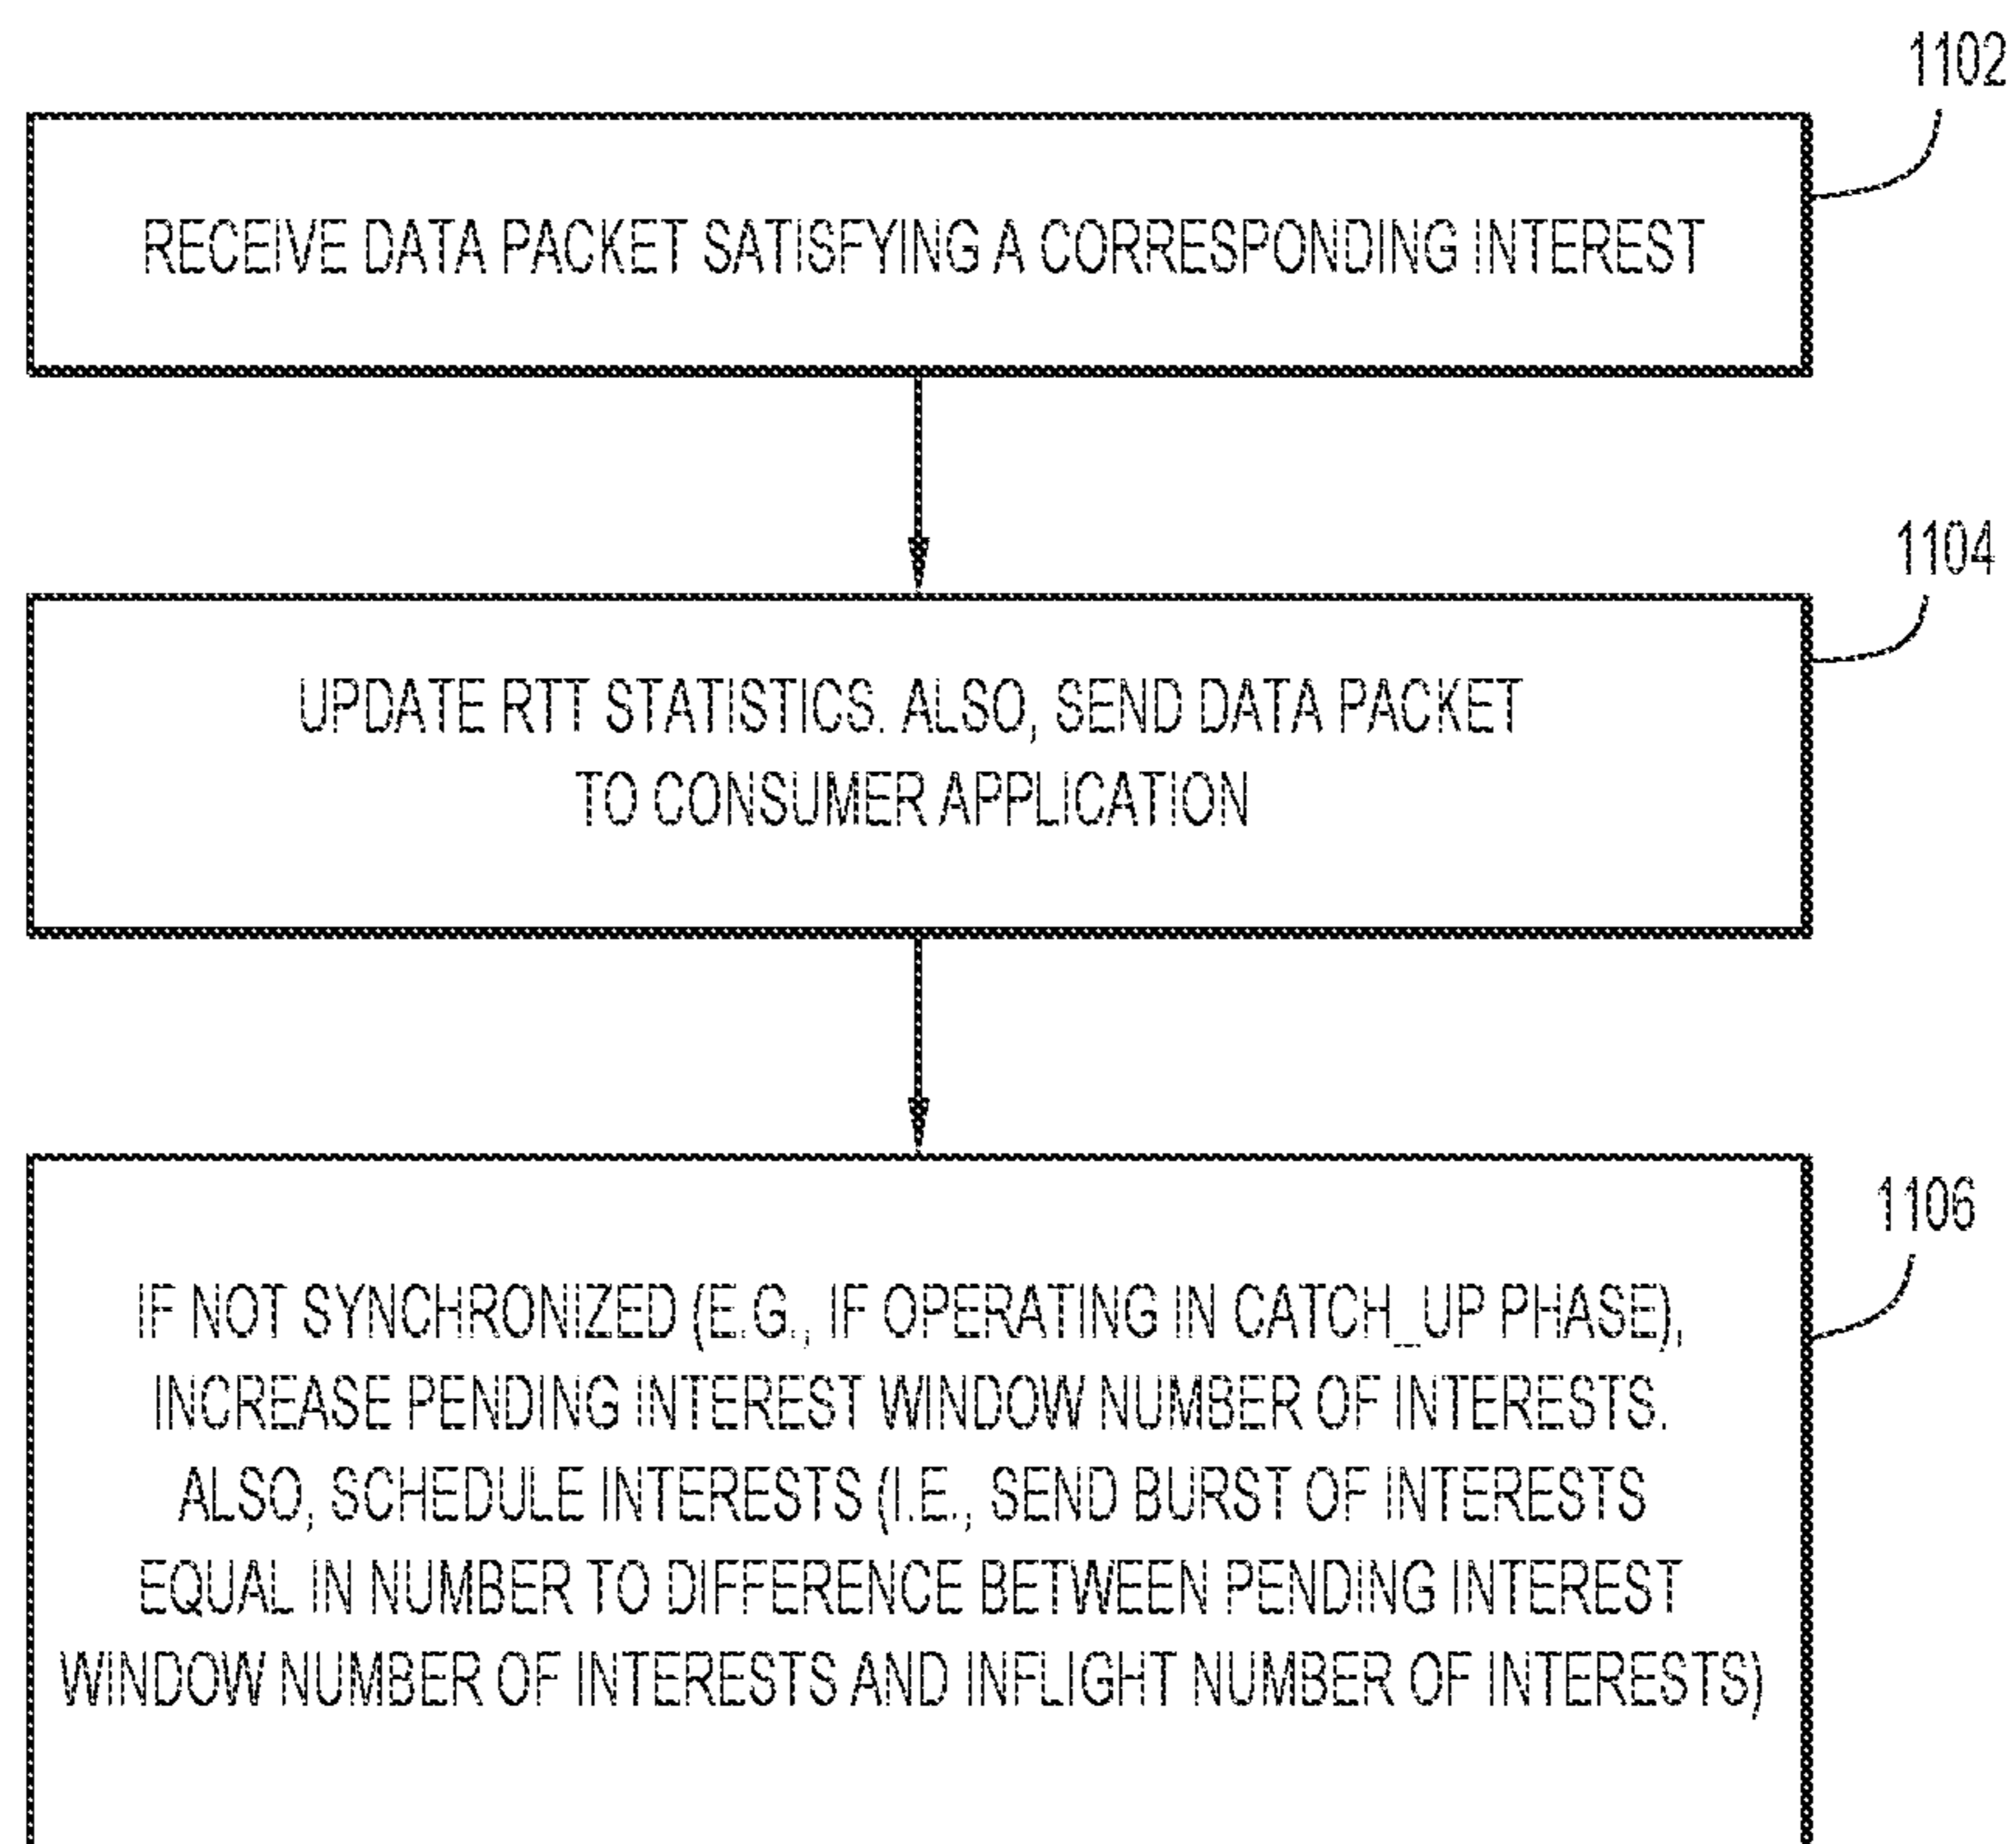 1102
RECEIVE DATA PACKET SATISFYING A CORRESPONDING INTEREST
1104
UPDATE RTT STATISTICS. ALSO, SEND DATA PACKET
TO CONSUMER APPLICATION
1106
IF NOT SYNCHRONIZED (E.G., IF OPERATING IN CATCH_UP PHASE),
INCREASE PENDING INTEREST WINDOW NUMBER OF INTERESTS.
ALSO, SCHEDULE INTERESTS (I.E., SEND BURST OF INTERESTS
EQUAL IN NUMBER TO DIFFERENCE BETWEEN PENDING INTEREST
WINDOW NUMBER OF INTERESTS AND INFLIGHT NUMBER OF INTERESTS)